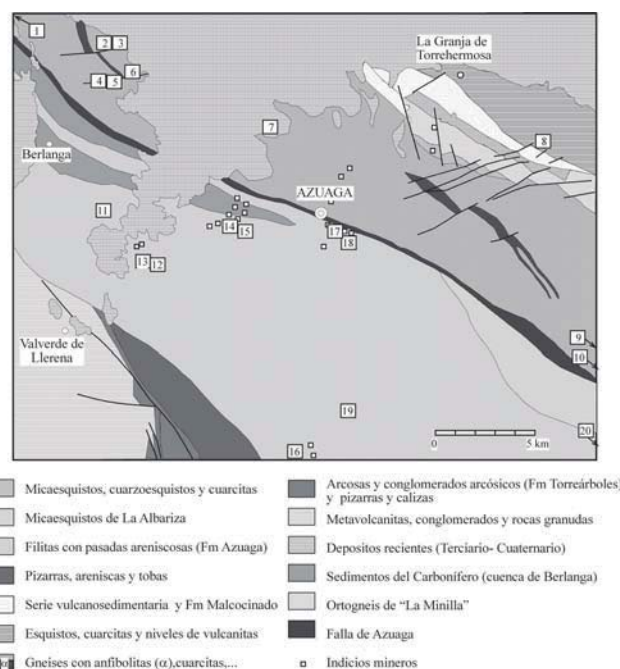 1
2 3
La Granja de
Torrehermosa
4 5 6
7
8
Berlanga
AZUAGA
11
14 15
17
18
13 12
Valverde de
Llerena
9
10
19
20
16
0 5 km
Micaesquistos, cuarzoesquistos y cuarcitas
Micaesquistos de La Albariza
Filitas con pasadas areniscosas (Fm Azuaga)
Pizarras, areniscas y tobas
Serie vulcanosedimentaria y Fm Malcocinado
Esquistos, cuarcitas y niveles de vulcanitas
α Gneises con anfibolitas (α),cuarcitas,...
Arcosas y conglomerados arcósicos (Fm Torreárboles)
y pizarras y calizas
Metavolcanitas, conglomerados y rocas granudas
Depositos recientes (Terciario- Cuaternario)
Sedimentos del Carbonífero (cuenca de Berlanga)
Ortogneis de “La Minilla”
Falla de Azuaga
Indicios mineros